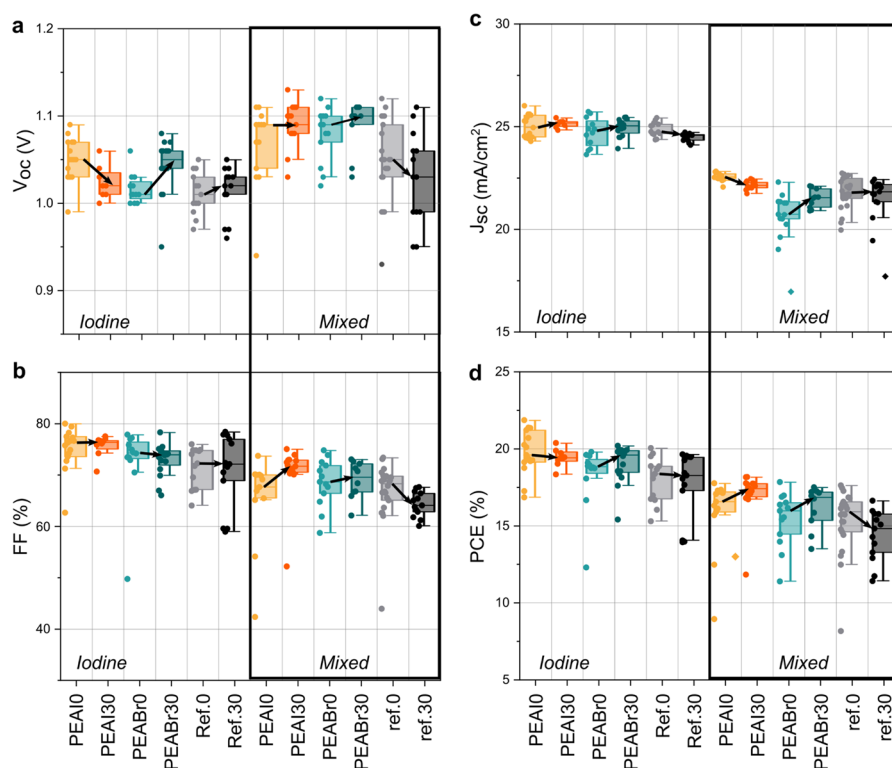 a
1.2
1.1
1.0
0.9
VOC (V)
Iodine
Mixed
c
30
25
20
15
JSC (mA/cm²)
Iodine
Mixed
b
80
60
40
30
FF (%)
Iodine
Mixed
PEAI0
PEAI30
PEABr0
PEABr30
Ref.0
Ref.30
PEAI0
PEAI30
PEABr0
PEABr30
ref.0
ref.30
d
25
20
15
10
5
PCE (%)
Iodine
Mixed
PEAI0
PEAI30
PEABr0
PEABr30
Ref.0
Ref.30
PEAI0
PEAI30
PEABr0
PEABr30
ref.0
ref.30